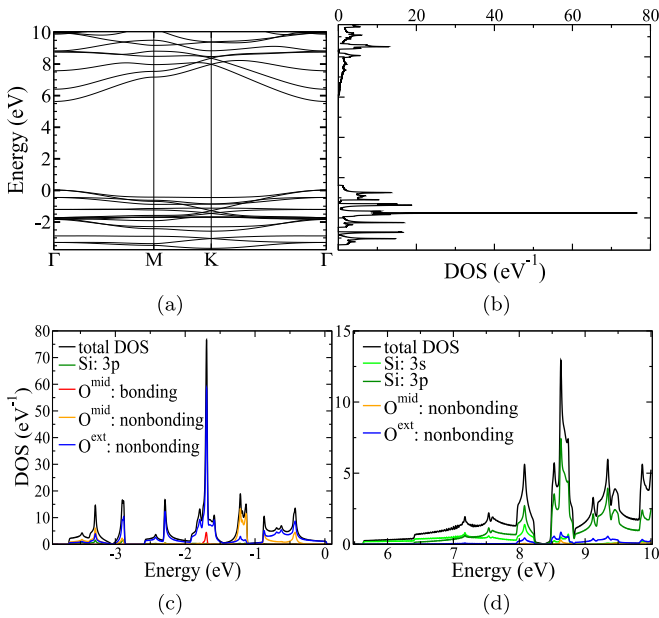 10
8
6
4
2
0
-2
Energy (eV)
Γ
M
K
Γ
(a)
0
20
40
60
80
DOS (eV⁻¹)
(b)
80
70
60
50
40
30
20
10
0
DOS (eV⁻¹)
total DOS
Si: 3p
O^mid: bonding
O^mid: nonbonding
O^ext: nonbonding
-3
-2
-1
0
Energy (eV)
(c)
15
10
5
0
total DOS
Si: 3s
Si: 3p
O^mid: nonbonding
O^ext: nonbonding
6
7
8
9
10
Energy (eV)
(d)